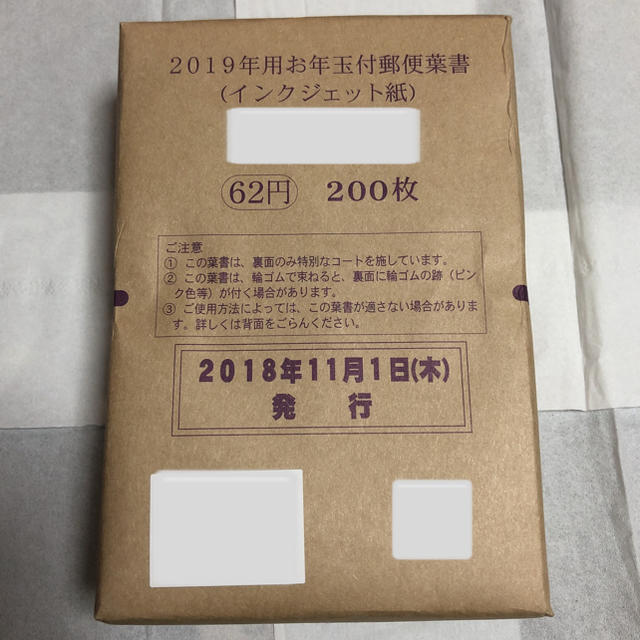 2019年用お年玉付郵便葉書
(インクジェット紙)
62円 200枚
ご注意
① この葉書は、裏面のみ特別なコートを施しています。
② この葉書は、輪ゴムで束ねると、裏面に輪ゴムの跡（ピン
ク色等）が付く場合があります。
③ ご使用方法によっては、この葉書が適さない場合がありま
す。詳しくは背面をごらんください。
2018年11月1日(木)
発 行